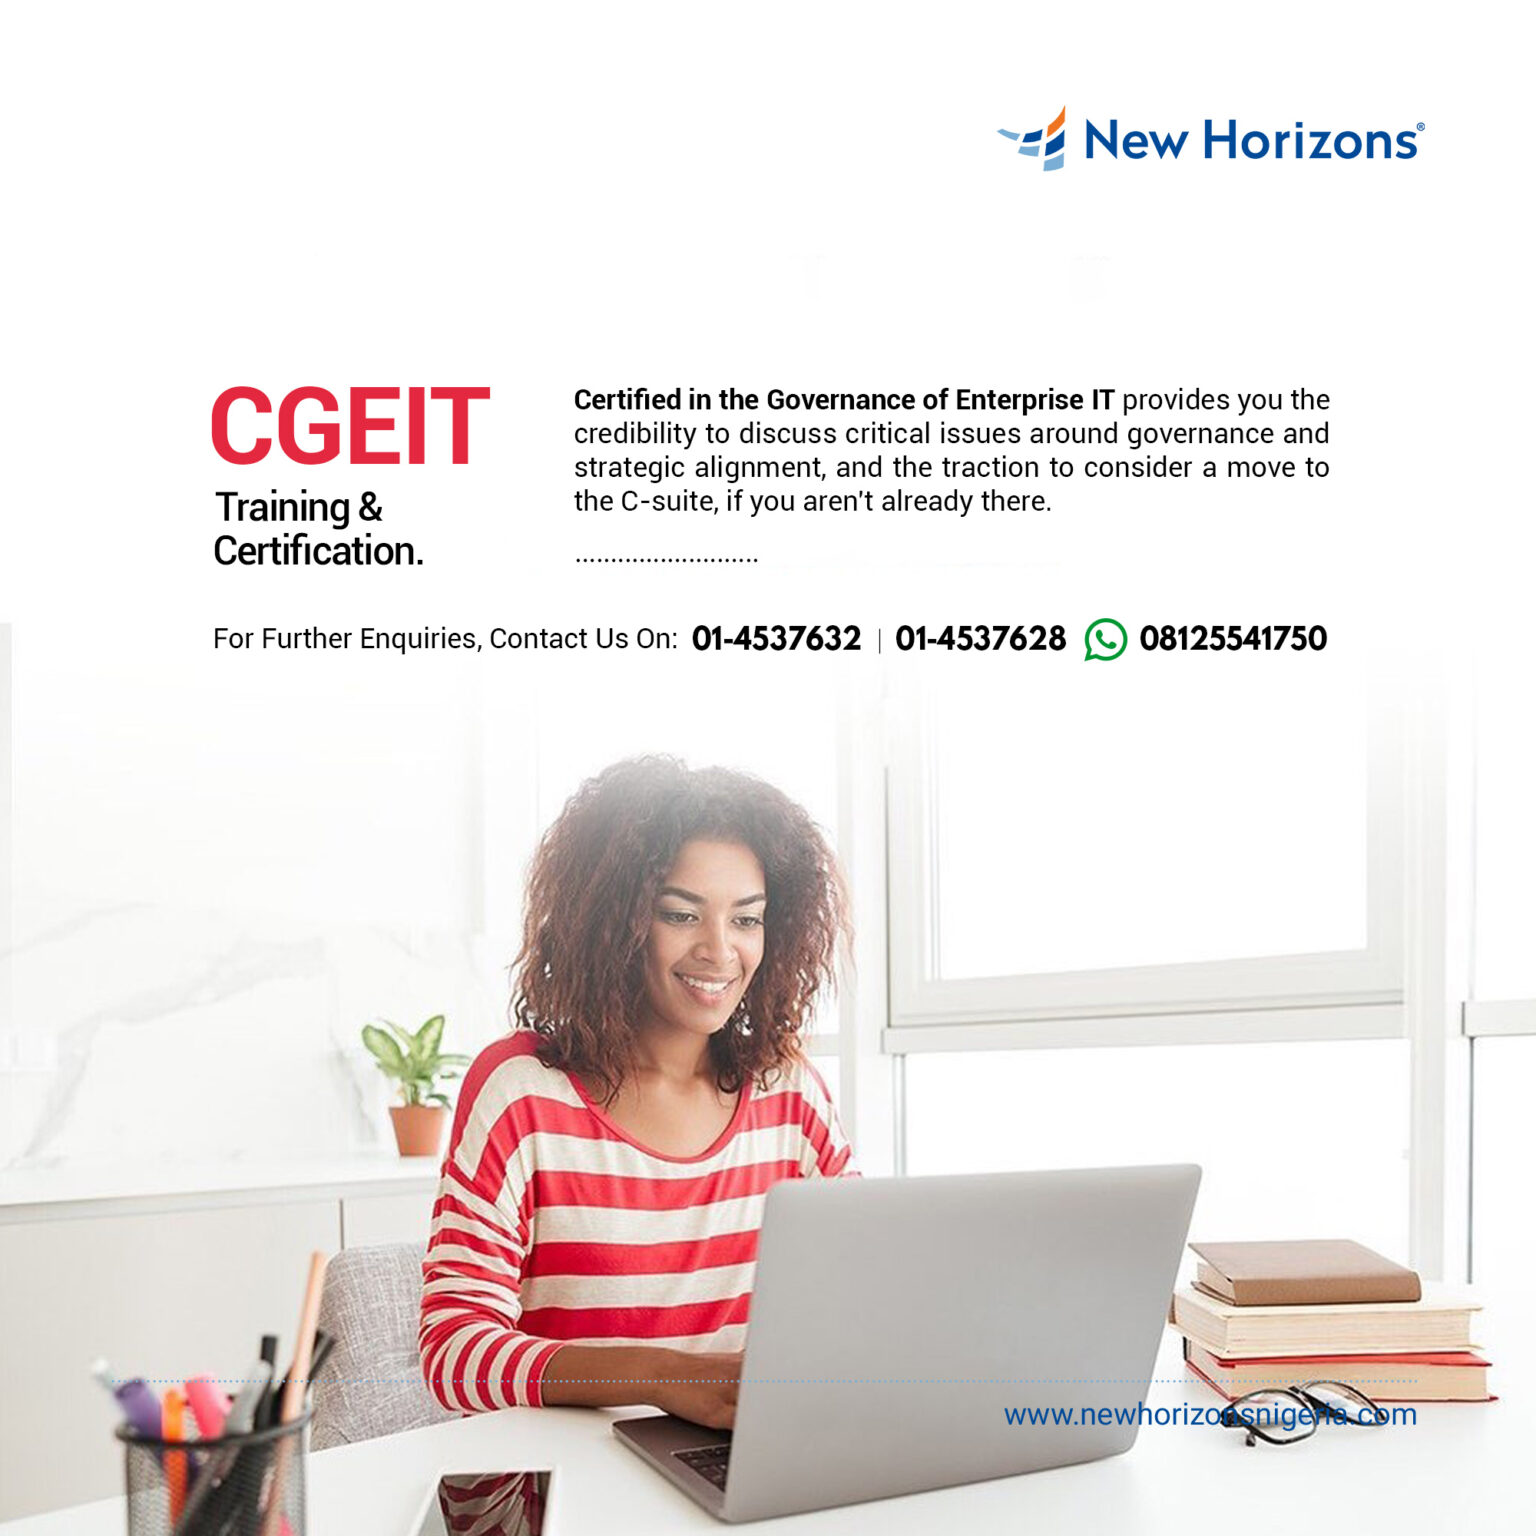 New Horizons®
CGEIT
Training &
Certification.
Certified in the Governance of Enterprise IT provides you the
credibility to discuss critical issues around governance and
strategic alignment, and the traction to consider a move to
the C-suite, if you aren't already there.
..........................
For Further Enquiries, Contact Us On: 01-4537632 | 01-4537628 08125541750
www.newhorizonsnigeria.com